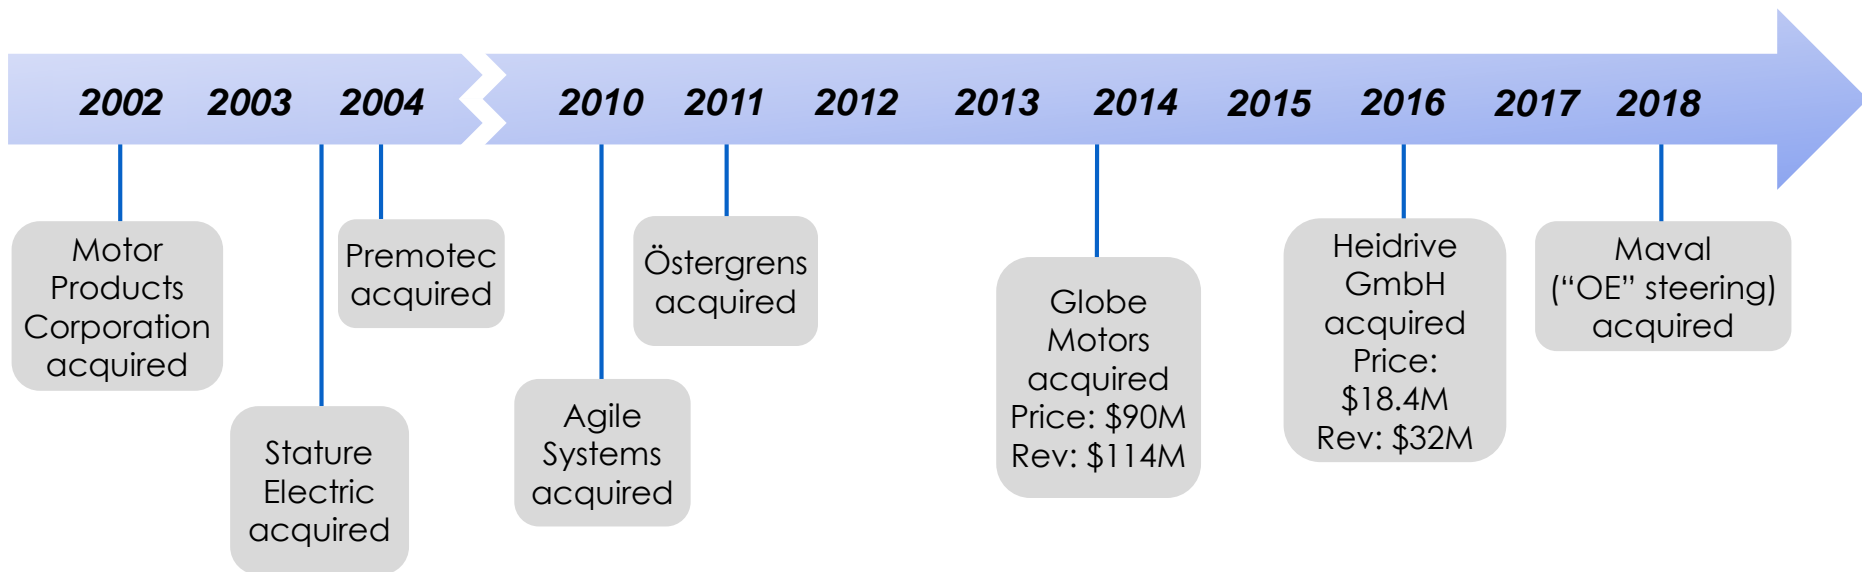 2002 2003 2004 2010 2011 2012 2013 2014 2015 2016 2017 2018
Motor
Products
Corporation
acquired
Stature
Electric
acquired
Premotec
acquired
Agile
Systems
acquired
Östergrens
acquired
Globe
Motors
acquired
Price: $90M
Rev: $114M
Heidrive
GmbH
acquired
Price:
$18.4M
Rev: $32M
Maval
(“OE” steering)
acquired